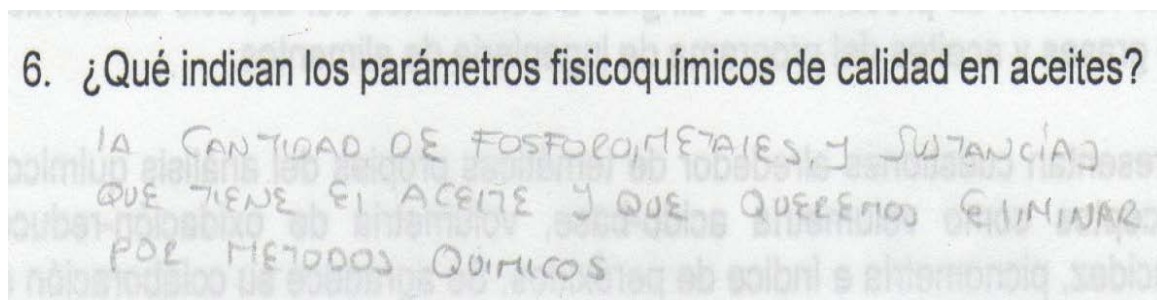 6. ¿Qué indican los parámetros fisicoquímicos de calidad en aceites?
LA CANTIDAD DE FOSFORO, METALES, Y SUSTANCÍAS
QUE TIENE El ACEITE Y QUE QUEREMOS ELIMINAR
POR METODOS QUIMICOS